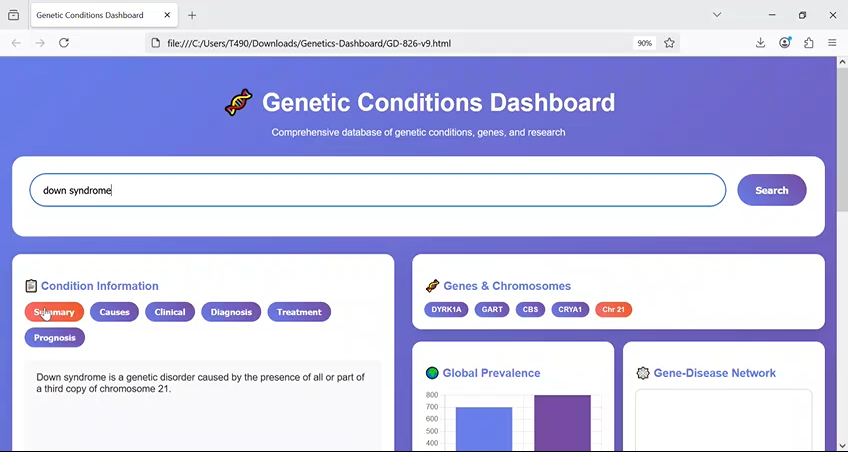 Genetic Conditions Dashboard
file:///C:/Users/T490/Downloads/Genetics-Dashboard/GD-826-v9.html
90%
Genetic Conditions Dashboard
Comprehensive database of genetic conditions, genes, and research
down syndrome
Search
Condition Information
Summary Causes Clinical Diagnosis Treatment
Prognosis
Down syndrome is a genetic disorder caused by the presence of all or part of
a third copy of chromosome 21.
Genes & Chromosomes
DYRK1A GART CBS CRYA1 Chr 21
Global Prevalence
800
700
600
500
400
Gene-Disease Network